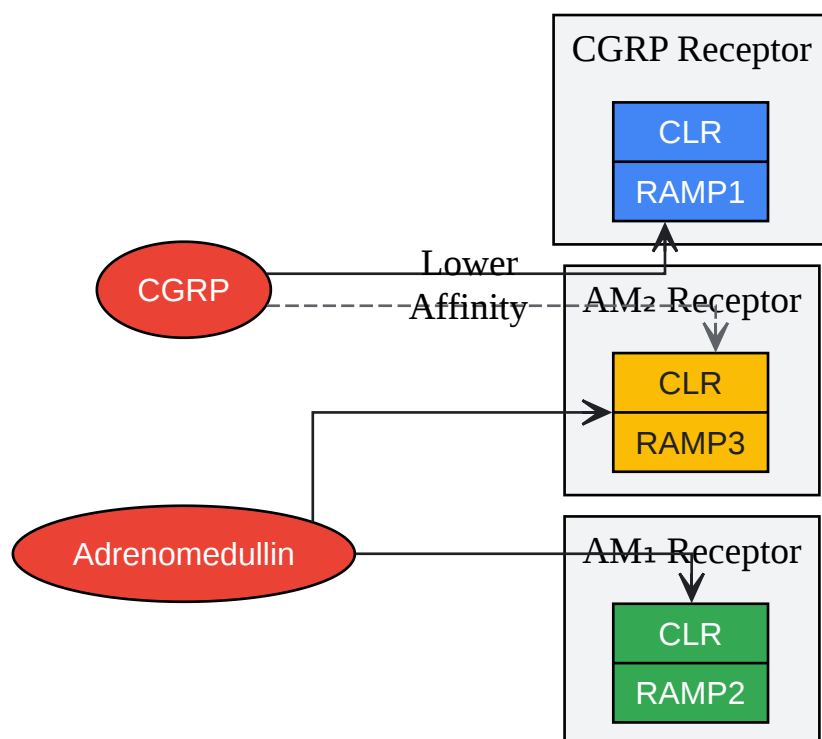 CGRP Receptor
CLR
RAMP1
CGRP
Lower
Affinity
AM₂ Receptor
CLR
RAMP3
Adrenomedullin
AM₁ Receptor
CLR
RAMP2